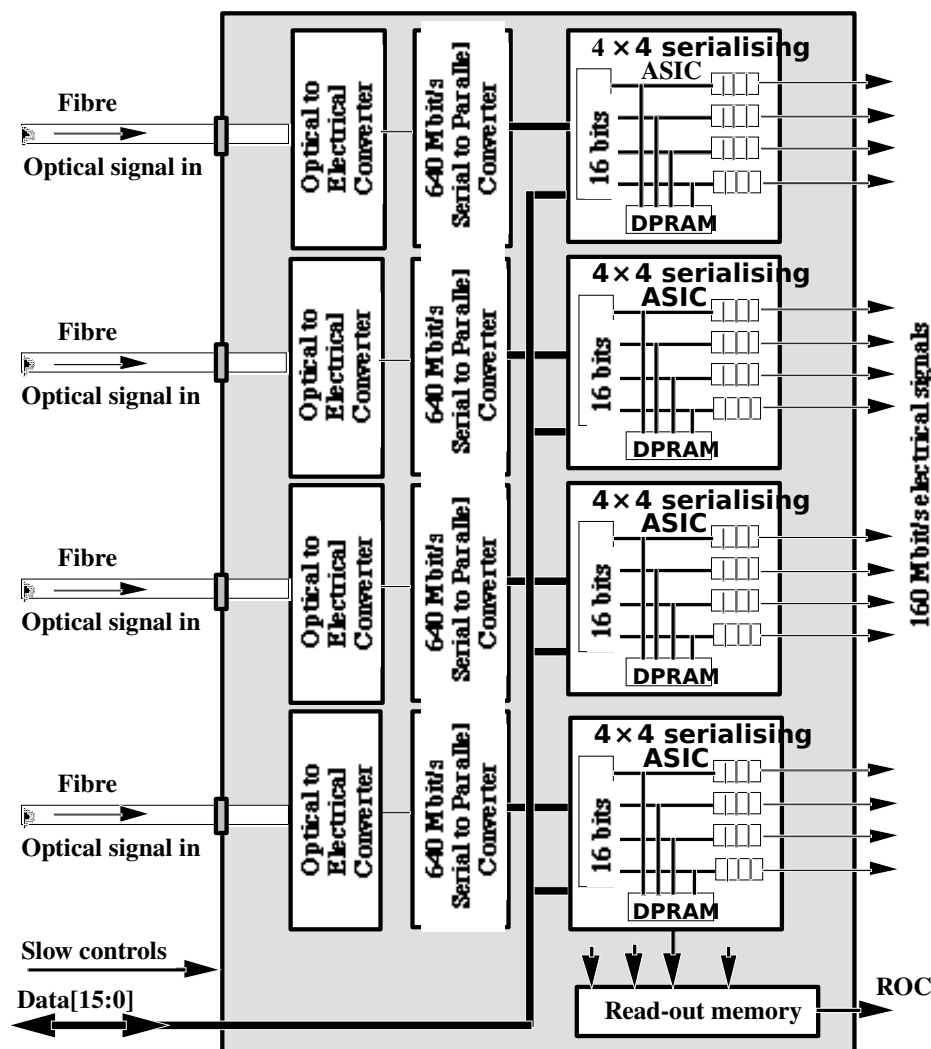 Fibre
Optical signal in
Optical to
Electrical
Converter
640 Mbit/s
Serial to Parallel
Converter
4 × 4 serialising
ASIC
16 bits
DPRAM
Fibre
Optical signal in
Optical to
Electrical
Converter
640 Mbit/s
Serial to Parallel
Converter
4 × 4 serialising
ASIC
16 bits
DPRAM
Fibre
Optical signal in
Optical to
Electrical
Converter
640 Mbit/s
Serial to Parallel
Converter
4 × 4 serialising
ASIC
16 bits
DPRAM
Fibre
Optical signal in
Optical to
Electrical
Converter
640 Mbit/s
Serial to Parallel
Converter
4 × 4 serialising
ASIC
16 bits
DPRAM
160 Mbit/s electrical signals
Slow controls
Data[15:0]
Read-out memory
ROC